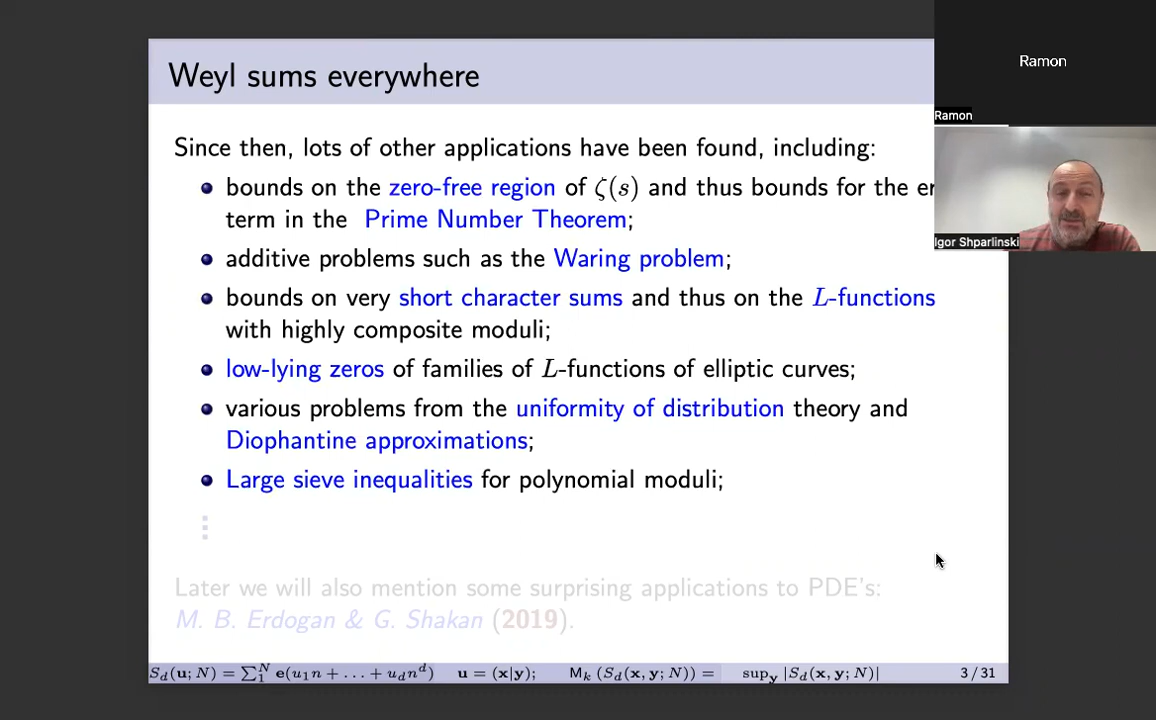 Weyl sums everywhere
Ramon
Ramon
Since then, lots of other applications have been found, including:
bounds on the zero-free region of ζ(s) and thus bounds for the er
term in the Prime Number Theorem;
Igor Shparlinski
additive problems such as the Waring problem;
bounds on very short character sums and thus on the L-functions
with highly composite moduli;
low-lying zeros of families of L-functions of elliptic curves;
various problems from the uniformity of distribution theory and
Diophantine approximations;
Large sieve inequalities for polynomial moduli;
⋮
Later we will also mention some surprising applications to PDE's:
M. B. Erdogan & G. Shakan (2019).
S_d(u; N) = ∑_1^N e(u_1n + ... + u_dn^d) u = (x|y); M_k (S_d(x, y; N)) = sup_y |S_d(x, y; N)| 3 / 31